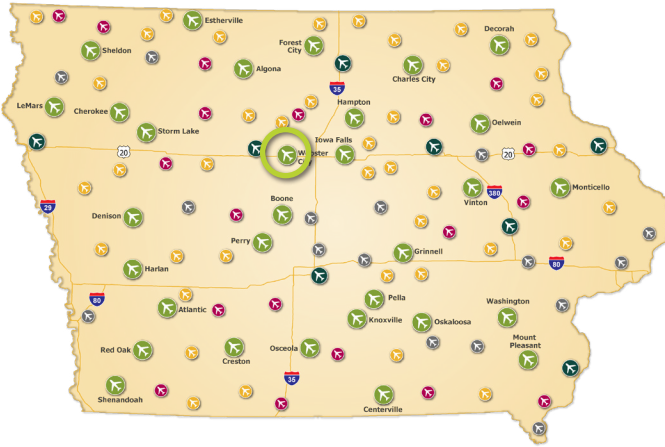 Estherville
Forest
City
Decorah
Sheldon
Algona
Charles City
35
LeMars
Cherokee
Hampton
Oelwein
Storm Lake
Iowa Falls
20
Webster
City
20
Monticello
Vinton
380
29
Denison
Boone
Perry
Grinnell
80
Harlan
80
Atlantic
Pella
Washington
Knoxville
Oskaloosa
Mount
Pleasant
Red Oak
Creston
Osceola
35
Shenandoah
Centerville